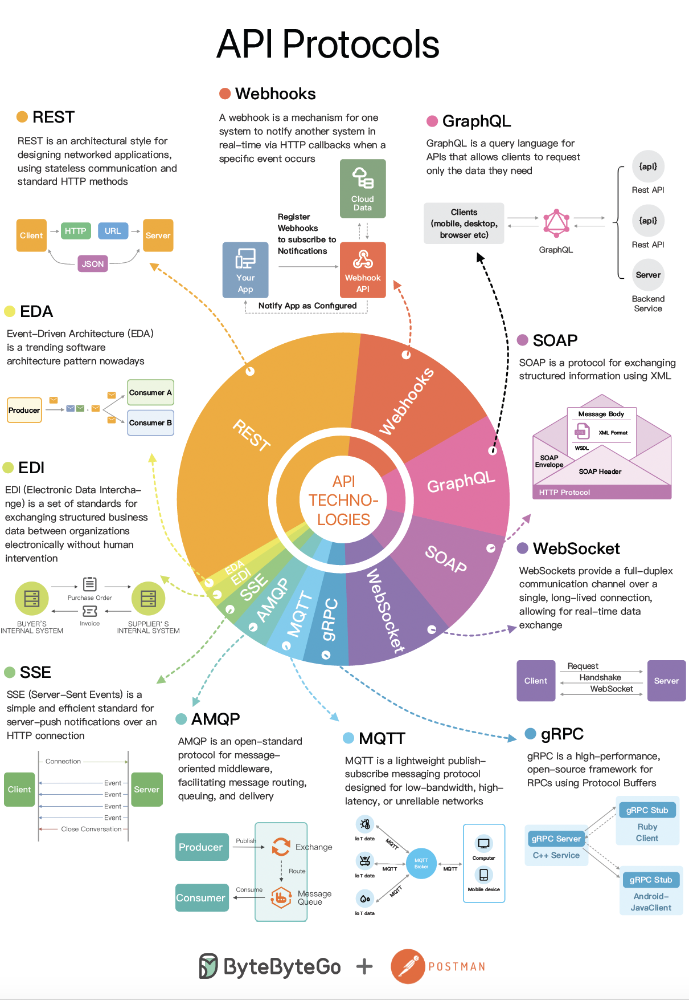 API Protocols
Webhooks
A webhook is a mechanism for one
system to notify another system in
real-time via HTTP callbacks when a
specific event occurs
Cloud
Data
Register
Webhooks
to subscribe to
Notifications
Your
App
Webhook
API
Notify App as Configured
REST
REST is an architectural style for
designing networked applications,
using stateless communication and
standard HTTP methods
Client
HTTP
URL
Server
JSON
GraphQL
GraphQL is a query language for
APIs that allows clients to request
only the data they need
Clients
(mobile, desktop,
browser etc)
GraphQL
{api}
Rest API
{api}
Rest API
Server
Backend
Service
EDA
Event-Driven Architecture (EDA)
is a trending software
architecture pattern nowadays
Producer
Consumer A
Consumer B
SOAP
SOAP is a protocol for exchanging
structured information using XML
Message Body
XML
XML Format
WSDL
SOAP
Envelope
SOAP Header
HTTP Protocol
REST
Webhooks
GraphQL
SOAP
WebSocket
gRPC
MQTT
AMQP
SSE
EDI
EDA
API
TECHNO-
LOGIES
EDI
EDI (Electronic Data Intercha-
nge) is a set of standards for
exchanging structured business
data between organizations
electronically without human
intervention
Purchase Order
Invoice
BUYER'S
INTERNAL SYSTEM
SUPPLIER' S
INTERNAL SYSTEM
WebSocket
WebSockets provide a full-duplex
communication channel over a
single, long-lived connection,
allowing for real-time data
exchange
Client
Request
Handshake
WebSocket
Server
SSE
SSE (Server-Sent Events) is a
simple and efficient standard for
server-push notifications over an
HTTP connection
Connection
Client
Event
Event
Event
Event
Server
Close Conversation
AMQP
AMQP is an open-standard
protocol for message-
oriented middleware,
facilitating message routing,
queuing, and delivery
Producer
Publish
Exchange
Route
Consumer
Consume
Message
Queue
MQTT
MQTT is a lightweight publish-
subscribe messaging protocol
designed for low-bandwidth, high-
latency, or unreliable networks
IoT data
IoT data
IoT data
MQTT
MQTT
MQTT
MQTT
Broker
MQTT
Computer
Mobile device
gRPC
gRPC is a high-performance,
open-source framework for
RPCs using Protocol Buffers
gRPC Stub
Ruby
Client
gRPC Server
C++ Service
gRPC Stub
Android-
JavaClient
ByteByteGo + POSTMAN